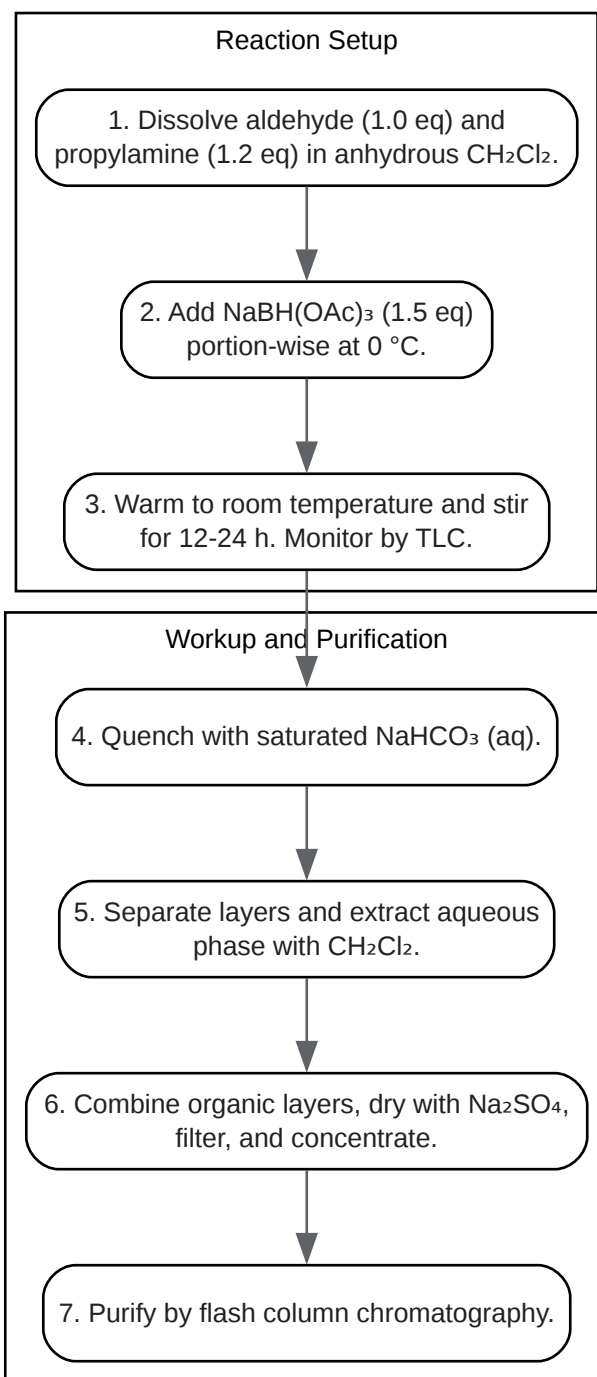 Reaction Setup
1. Dissolve aldehyde (1.0 eq) and
propylamine (1.2 eq) in anhydrous CH₂Cl₂.
2. Add NaBH(OAc)₃ (1.5 eq)
portion-wise at 0 °C.
3. Warm to room temperature and stir
for 12-24 h. Monitor by TLC.
Workup and Purification
4. Quench with saturated NaHCO₃ (aq).
5. Separate layers and extract aqueous
phase with CH₂Cl₂.
6. Combine organic layers, dry with Na₂SO₄,
filter, and concentrate.
7. Purify by flash column chromatography.